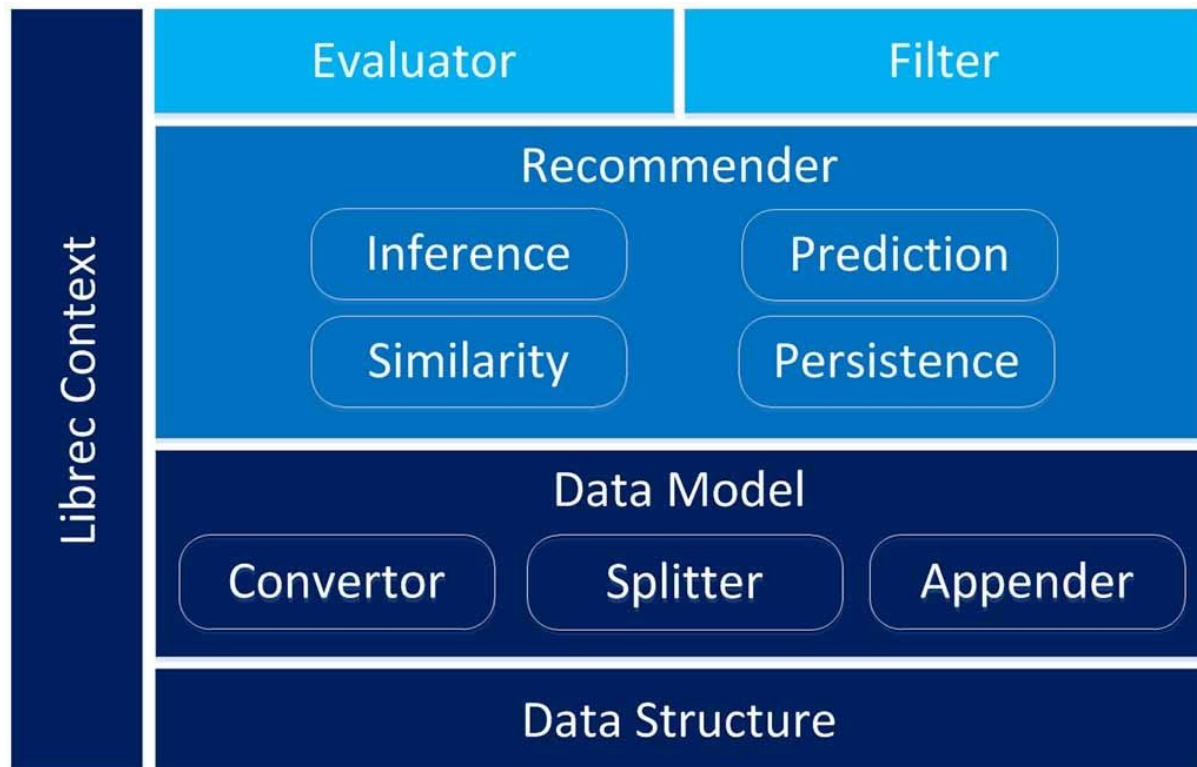 Librec Context
Evaluator
Filter
Recommender
Inference
Prediction
Similarity
Persistence
Data Model
Convertor
Splitter
Appender
Data Structure